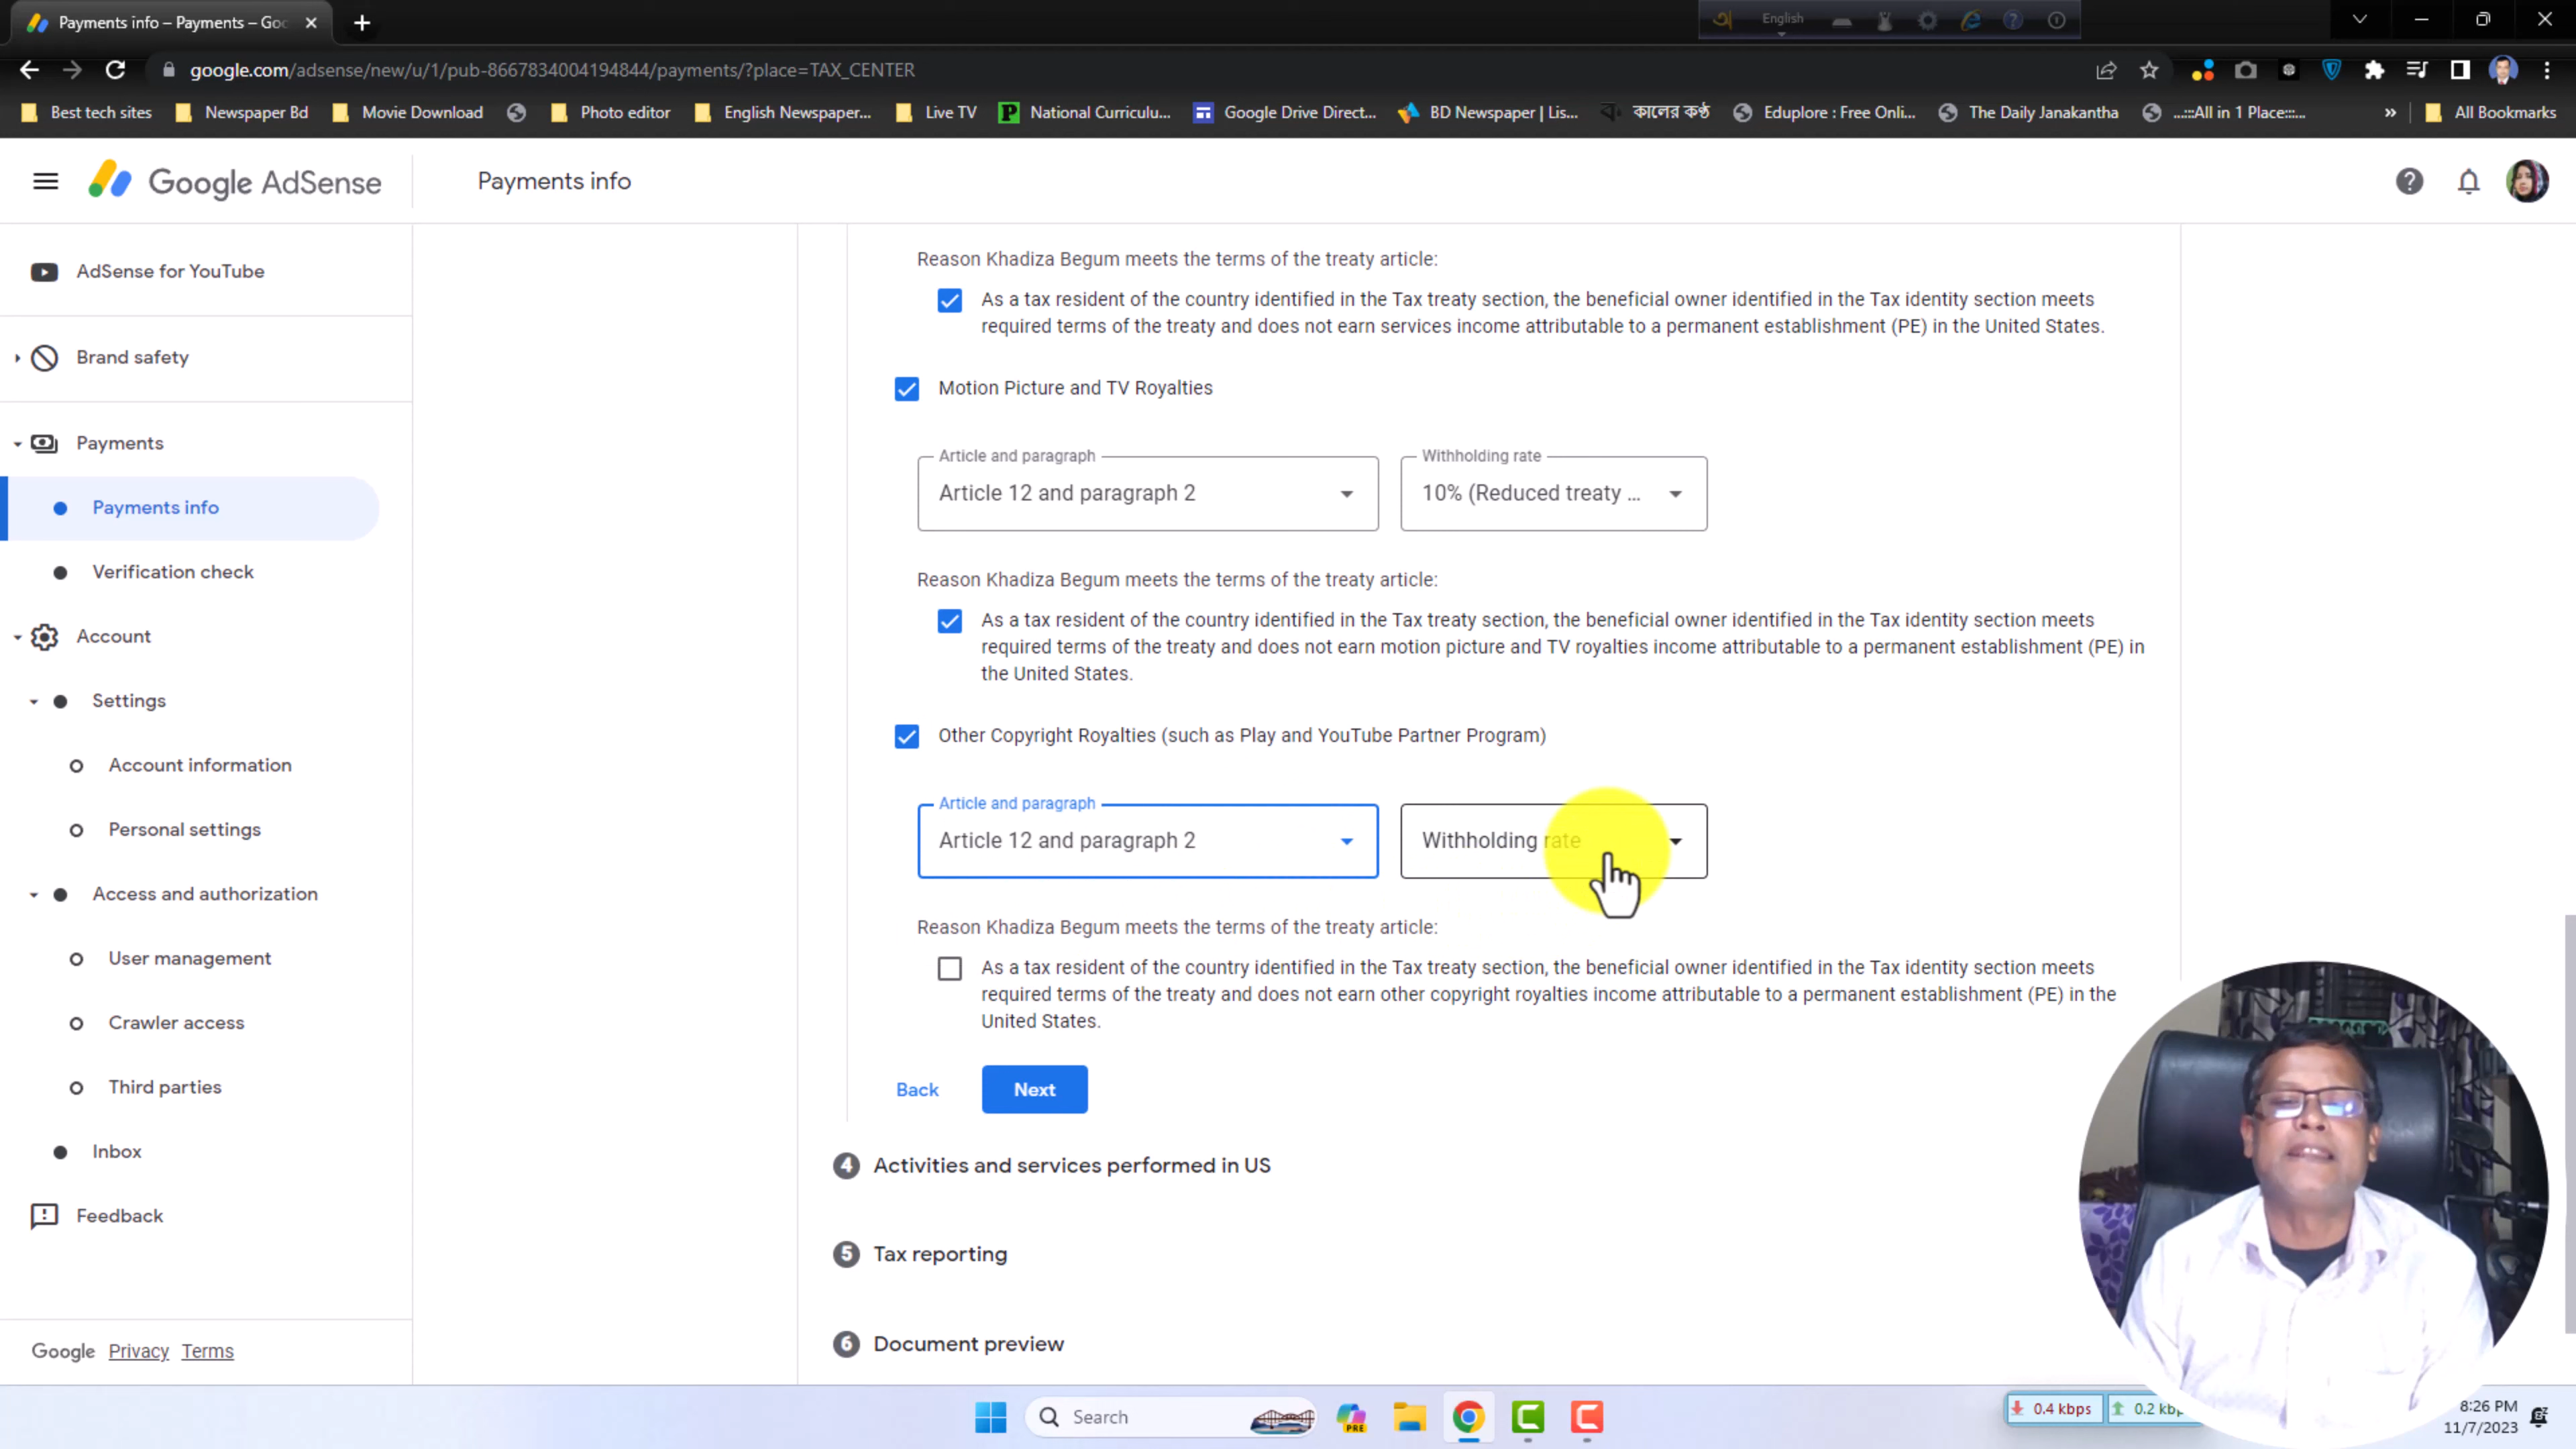 Payments info – Payments – Goo
English
google.com/adsense/new/u/1/pub-8667834004194844/payments/?place=TAX_CENTER
Best tech sites
Newspaper Bd
Movie Download
Photo editor
English Newspaper...
Live TV
National Curriculu...
Google Drive Direct...
BD Newspaper | Lis...
কালের কণ্ঠ
Eduplore : Free Onli...
The Daily Janakantha
...:::All in 1 Place:::...
»
All Bookmarks
Google AdSense
Payments info
AdSense for YouTube
Brand safety
Payments
Payments info
Verification check
Account
Settings
Account information
Personal settings
Access and authorization
User management
Crawler access
Third parties
Inbox
Feedback
Google Privacy Terms
Reason Khadiza Begum meets the terms of the treaty article:
As a tax resident of the country identified in the Tax treaty section, the beneficial owner identified in the Tax identity section meets
required terms of the treaty and does not earn services income attributable to a permanent establishment (PE) in the United States.
Motion Picture and TV Royalties
Article and paragraph
Article 12 and paragraph 2
Withholding rate
10% (Reduced treaty ...
Reason Khadiza Begum meets the terms of the treaty article:
As a tax resident of the country identified in the Tax treaty section, the beneficial owner identified in the Tax identity section meets
required terms of the treaty and does not earn motion picture and TV royalties income attributable to a permanent establishment (PE) in
the United States.
Other Copyright Royalties (such as Play and YouTube Partner Program)
Article and paragraph
Article 12 and paragraph 2
Withholding rate
Reason Khadiza Begum meets the terms of the treaty article:
As a tax resident of the country identified in the Tax treaty section, the beneficial owner identified in the Tax identity section meets
required terms of the treaty and does not earn other copyright royalties income attributable to a permanent establishment (PE) in the
United States.
Back
Next
4 Activities and services performed in US
5 Tax reporting
6 Document preview
Search
PRE
0.4 kbps
0.2 kbp
8:26 PM
11/7/2023